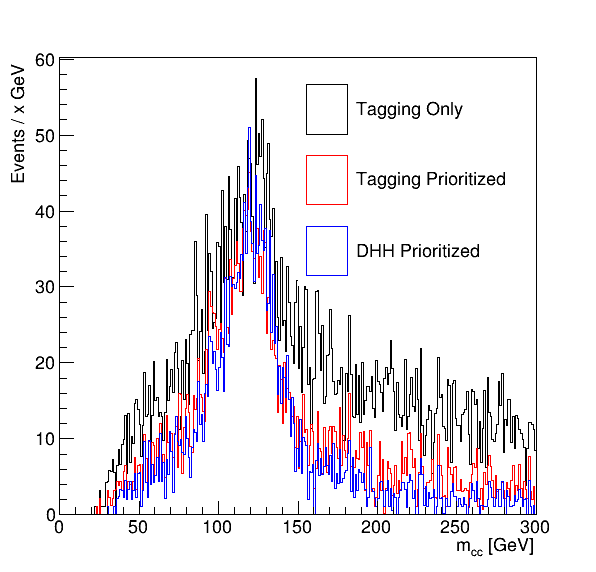 60
50
40
30
20
10
0
Events / x GeV
Tagging Only
Tagging Prioritized
DHH Prioritized
0 50 100 150 200 250 300
m_cc [GeV]